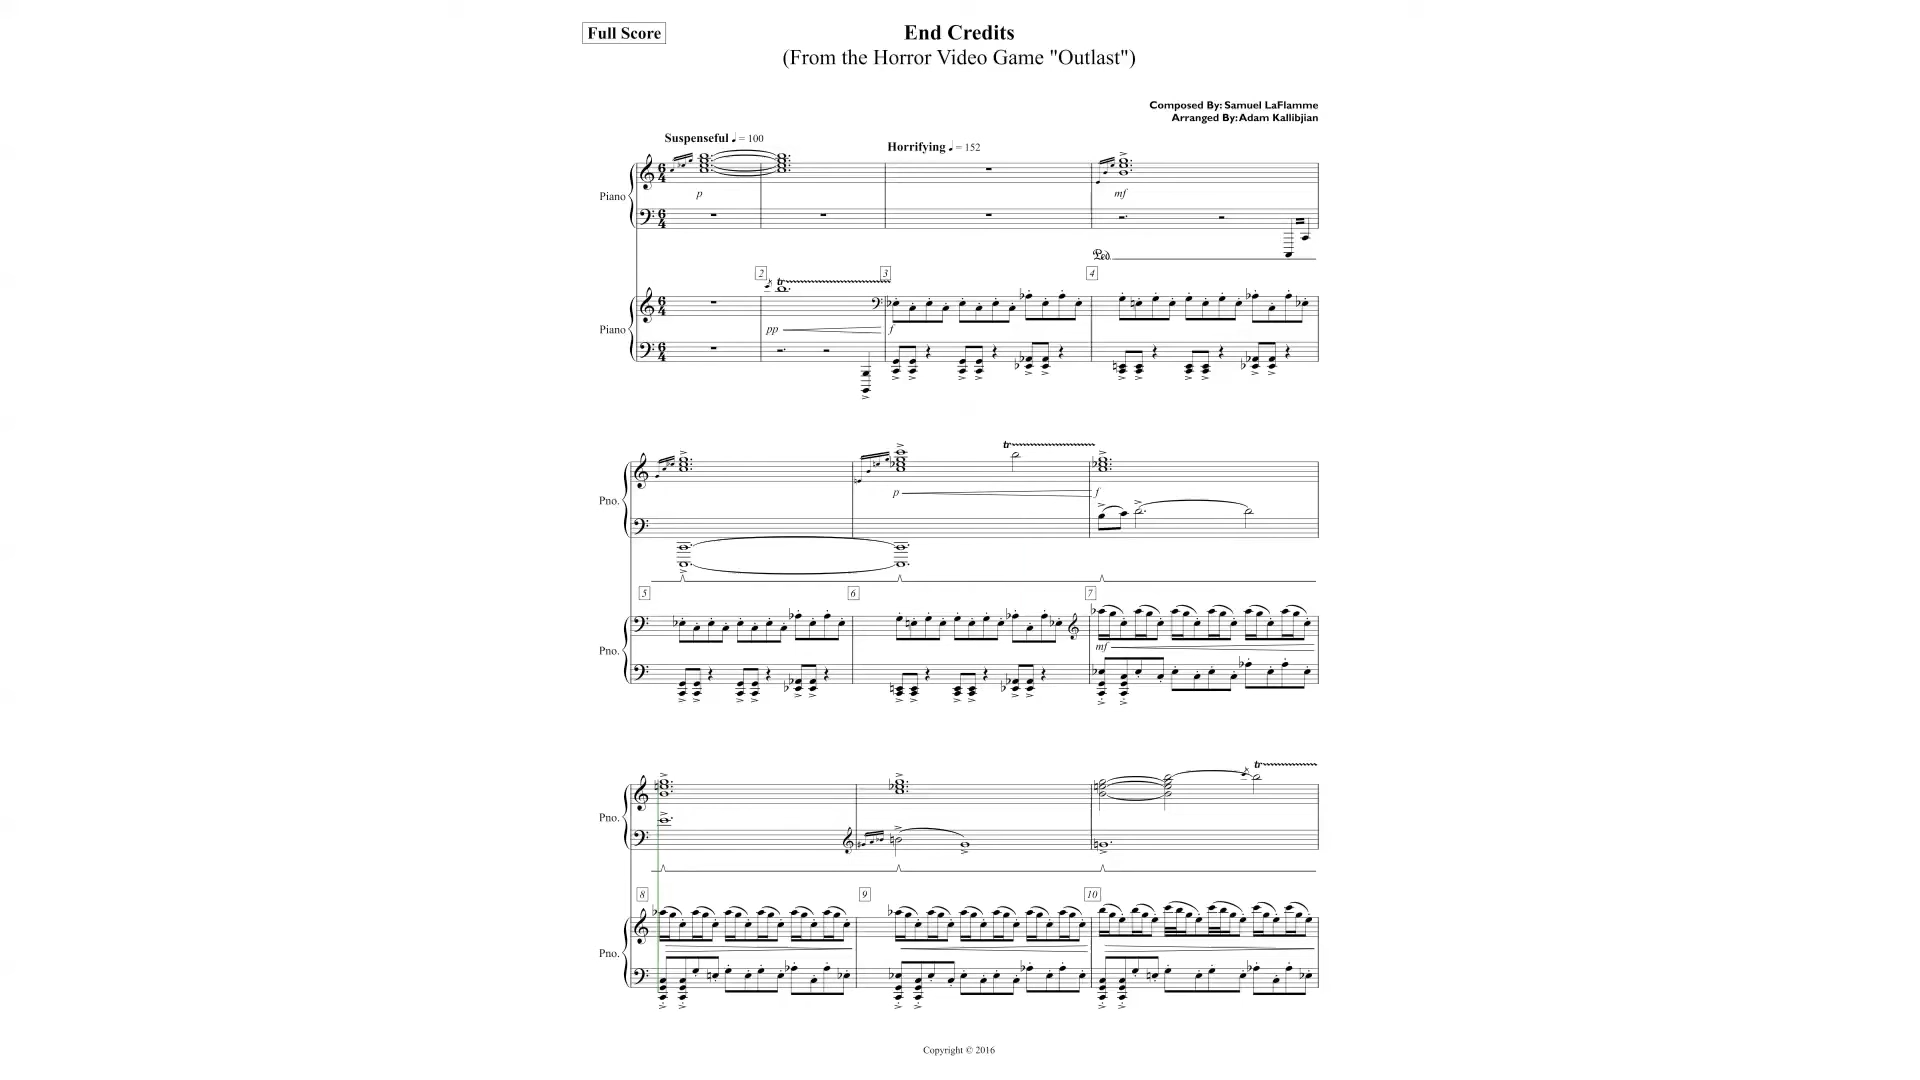 Full Score
End Credits
(From the Horror Video Game "Outlast")
Composed By: Samuel LaFlamme
Arranged By: Adam Kallibjian
Suspenseful ♩ = 100
Horrifying ♩ = 152
Piano
p
mf
Ped.
2
3
4
tr
Piano
pp
f
tr
Pno.
p
f
5
6
7
Pno.
mf
tr
Pno.
8
9
10
Pno.
Copyright © 2016